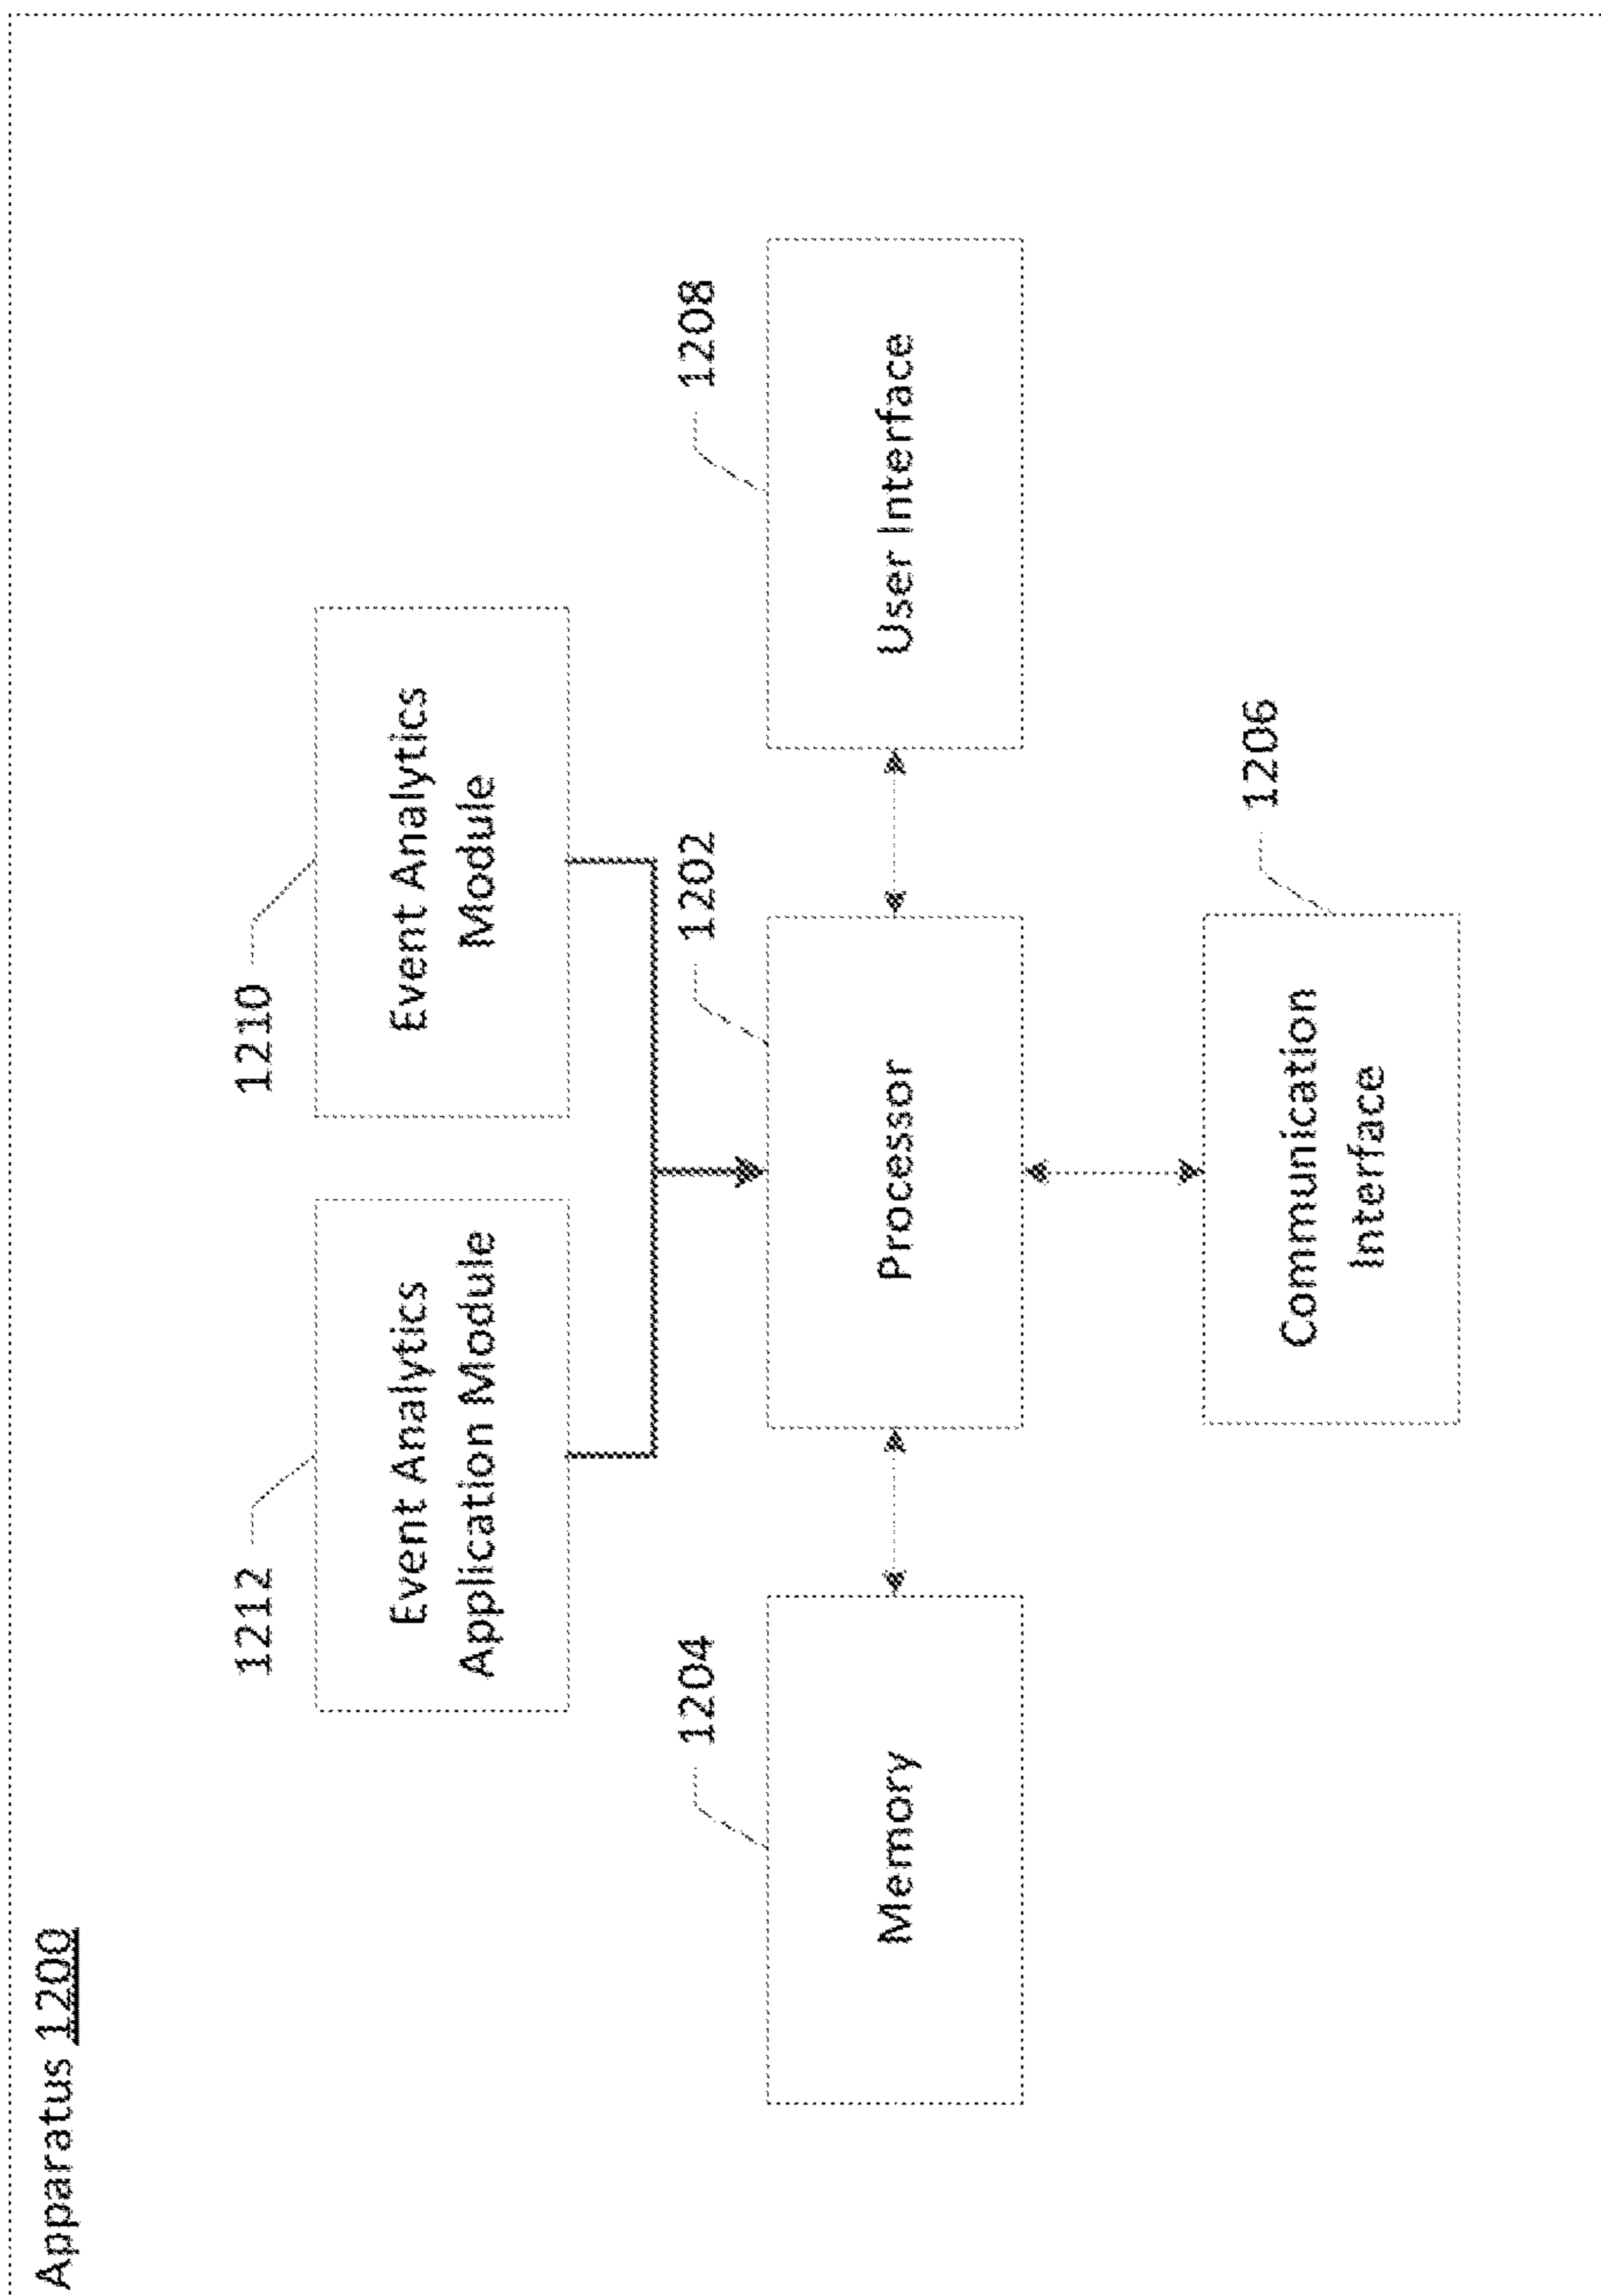 Apparatus 1200
1212
1210
Event Analytics
Application Module
Event Analytics
Module
1204
1202
1208
Memory
Processor
User Interface
1206
Communication
Interface